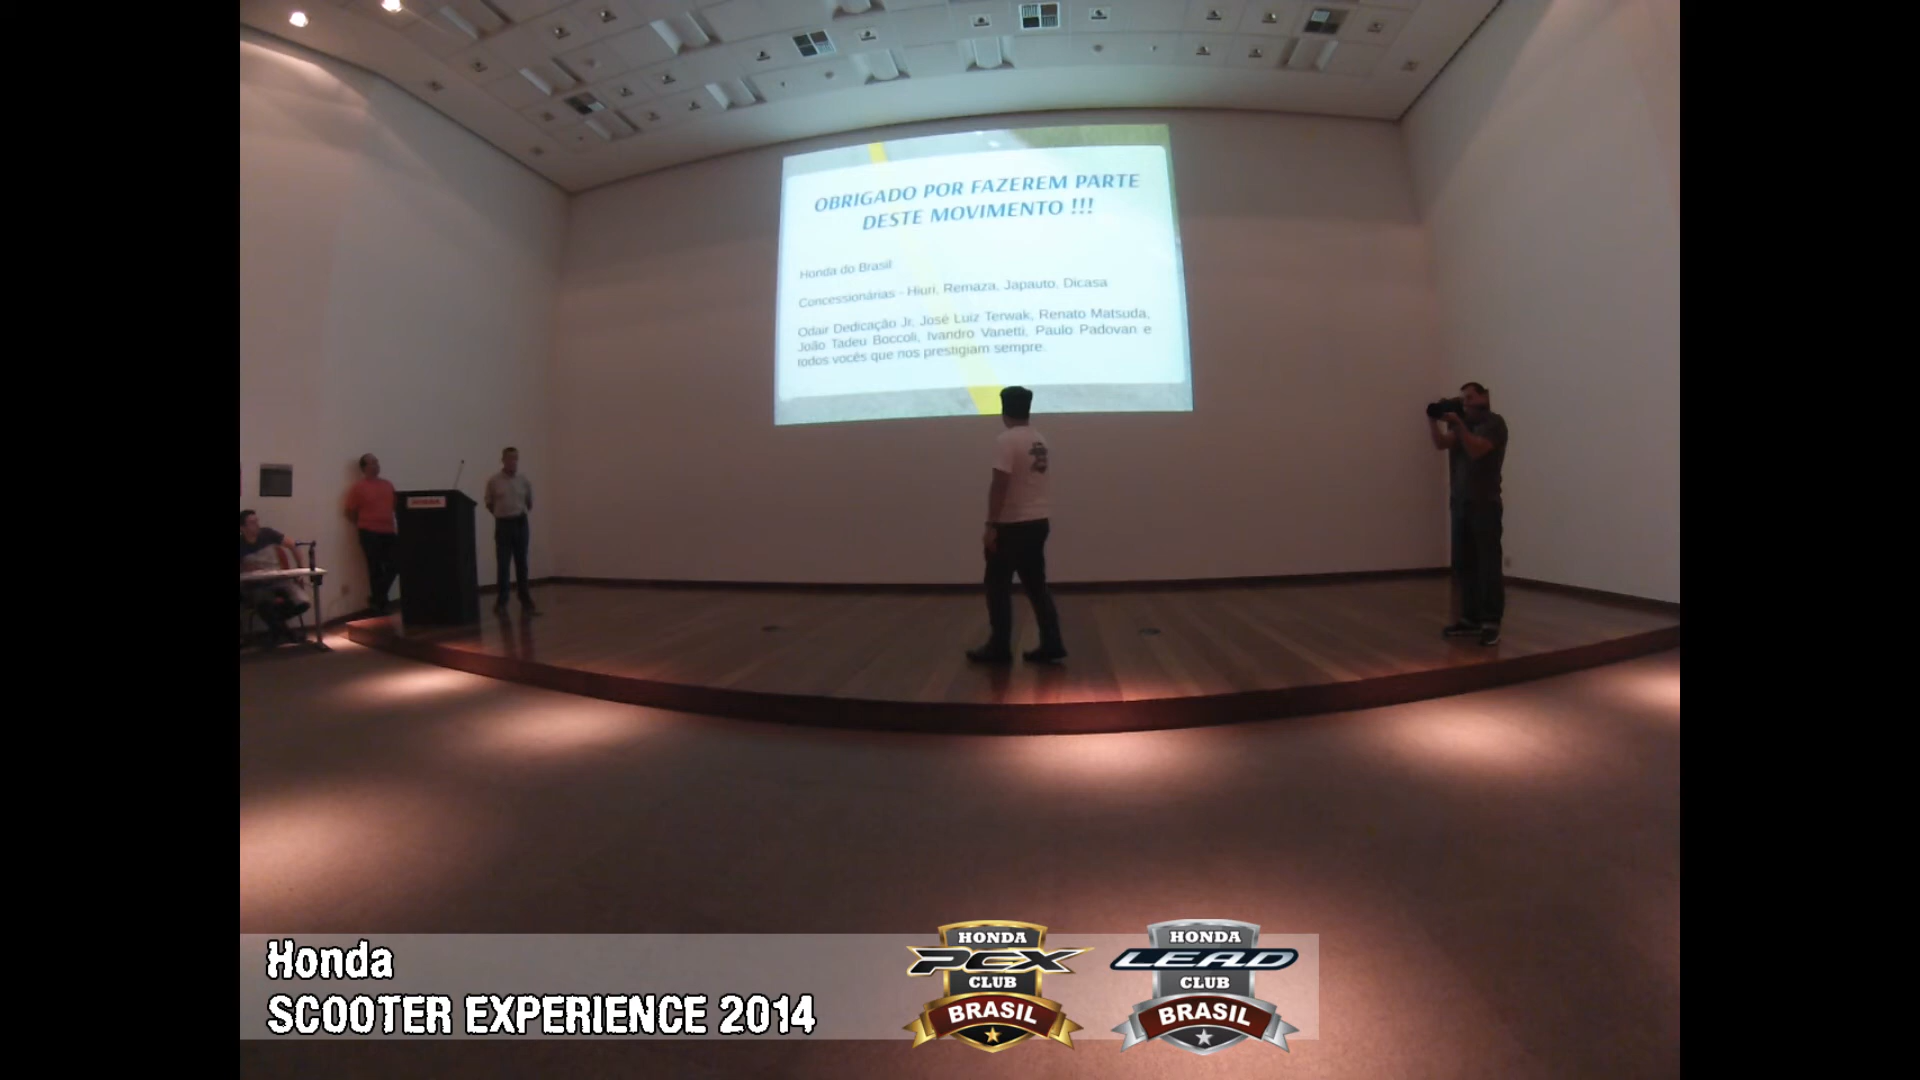 OBRIGADO POR FAZEREM PARTE
DESTE MOVIMENTO !!!
Honda do Brasil
Concessionárias - Hiuri, Remaza, Japauto, Dicasa
Odair Dedicação Jr, José Luiz Terwak, Renato Matsuda,
João Tadeu Boccoli, Ivandro Vanetti, Paulo Padovan e
todos vocês que nos prestigiam sempre.
HONDA
Honda
SCOOTER EXPERIENCE 2014
HONDA
PCX
CLUB
BRASIL
HONDA
LEAD
CLUB
BRASIL